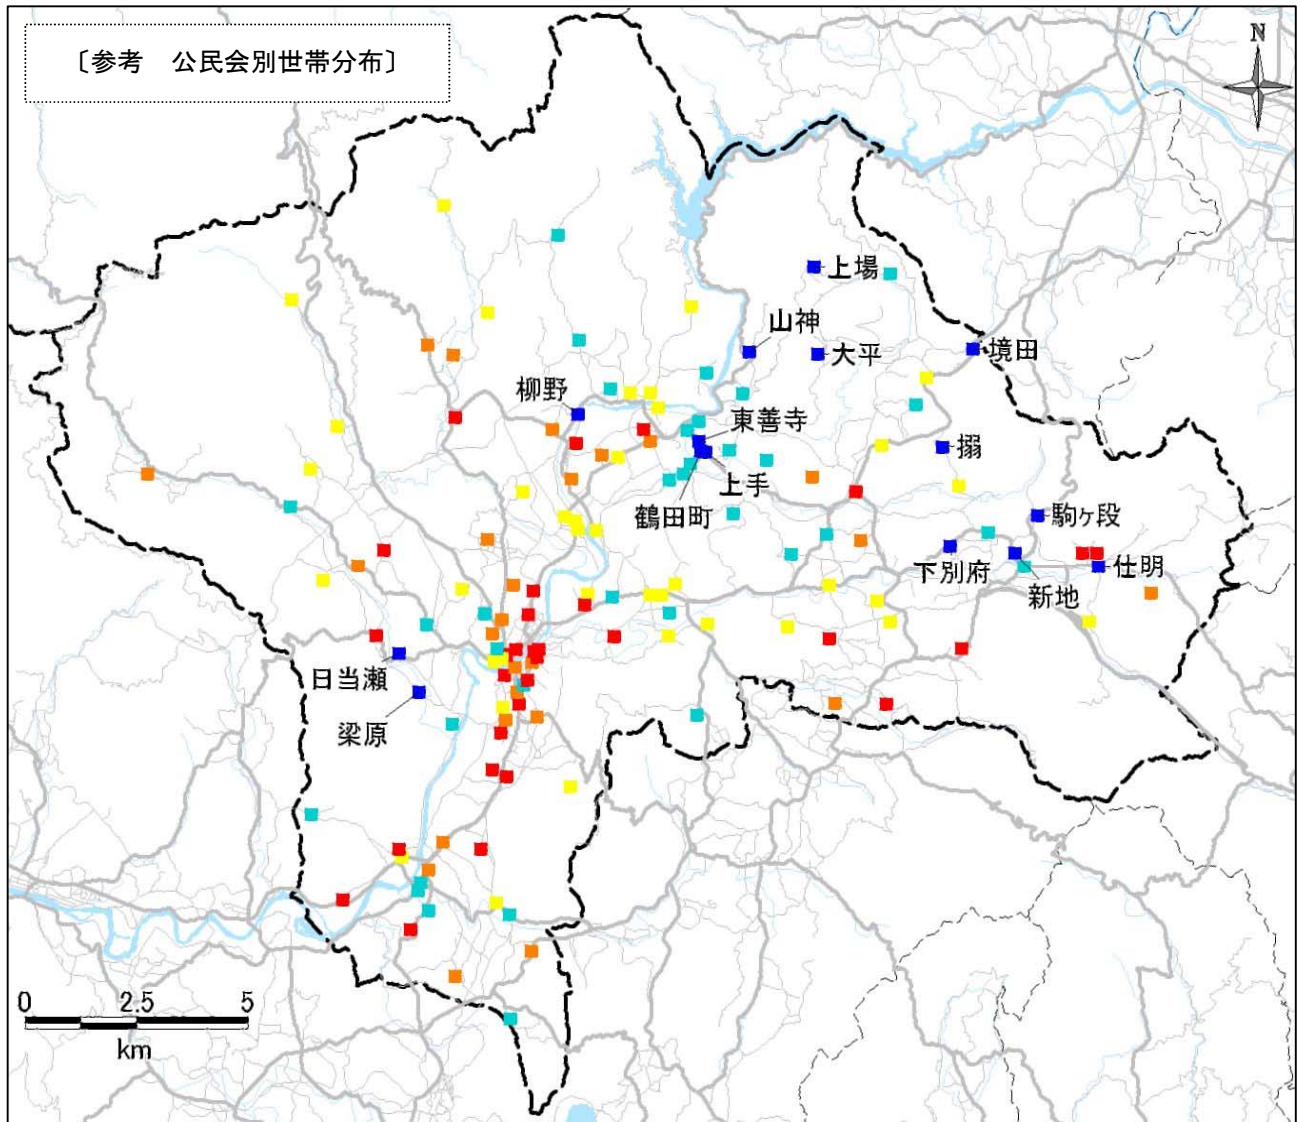 〔参考　公民会別世帯分布〕
N
上場
山神
大平
境田
柳野
東善寺
搦
上手
鶴田町
駒ヶ段
下別府
仕明
新地
日当瀬
梁原
0 2.5 5
km